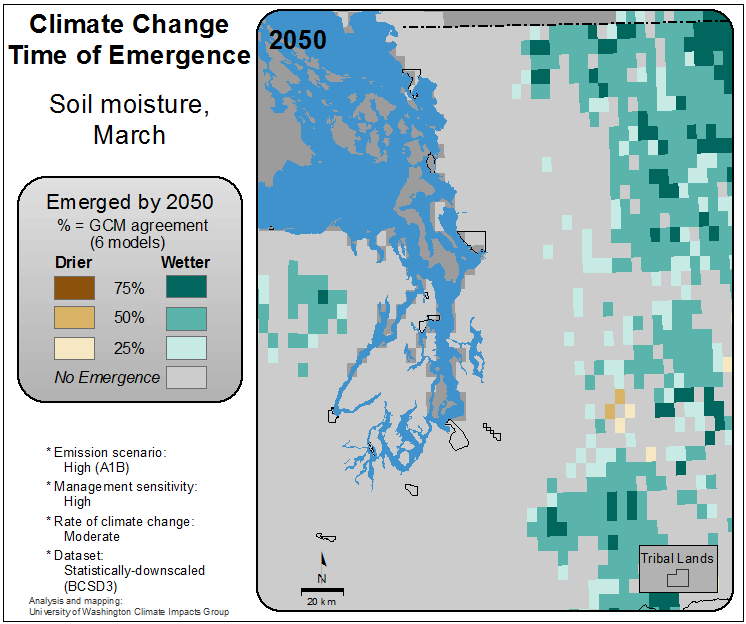 Climate Change
Time of Emergence
Soil moisture,
March
Emerged by 2050
% = GCM agreement
(6 models)
Drier Wetter
75%
50%
25%
No Emergence
* Emission scenario:
High (A1B)
* Management sensitivity:
High
* Rate of climate change:
Moderate
* Dataset:
Statistically-downscaled
(BCSD3)
Analysis and mapping:
University of Washington Climate Impacts Group
2050
N
20 km
Tribal Lands